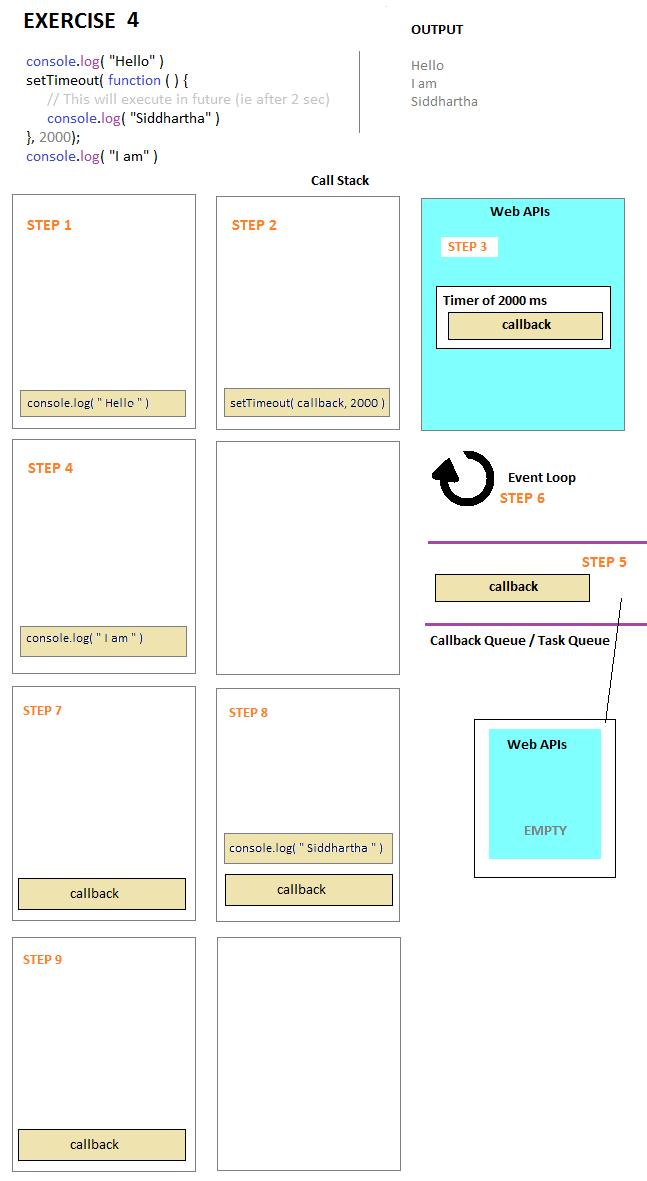 EXERCISE 4
console.log( "Hello" )
setTimeout( function ( ) {
// This will execute in future (ie after 2 sec)
console.log( "Siddhartha" )
}, 2000);
console.log( "I am" )
OUTPUT
Hello
I am
Siddhartha
Call Stack
STEP 1
console.log( " Hello " )
STEP 2
setTimeout( callback, 2000 )
Web APIs
STEP 3
Timer of 2000 ms
callback
STEP 4
console.log( " I am " )
Event Loop
STEP 6
STEP 5
callback
Callback Queue / Task Queue
STEP 7
callback
STEP 8
console.log( " Siddhartha " )
callback
Web APIs
EMPTY
STEP 9
callback